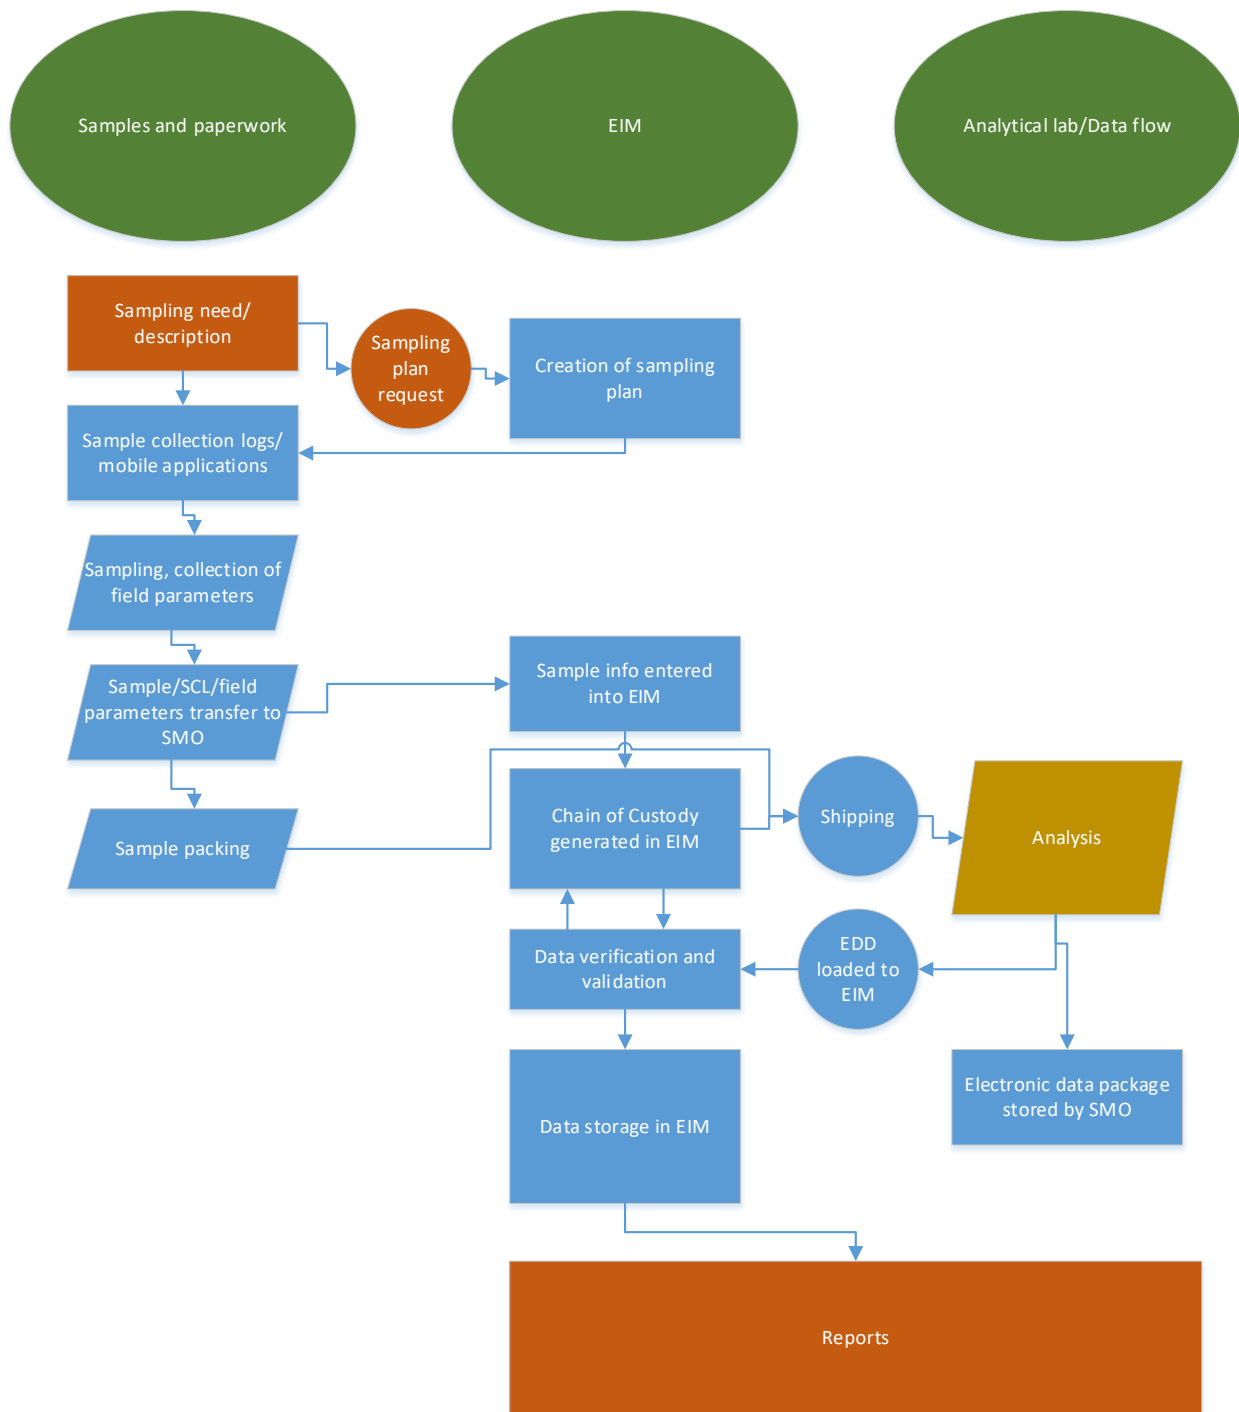 Samples and paperwork
EIM
Analytical lab/Data flow
Sampling need/
description
Sampling
plan
request
Creation of sampling
plan
Sample collection logs/
mobile applications
Sampling, collection of
field parameters
Sample/SCL/field
parameters transfer to
SMO
Sample info entered
into EIM
Sample packing
Chain of Custody
generated in EIM
Shipping
Analysis
Data verification and
validation
EDD
loaded to
EIM
Data storage in EIM
Electronic data package
stored by SMO
Reports